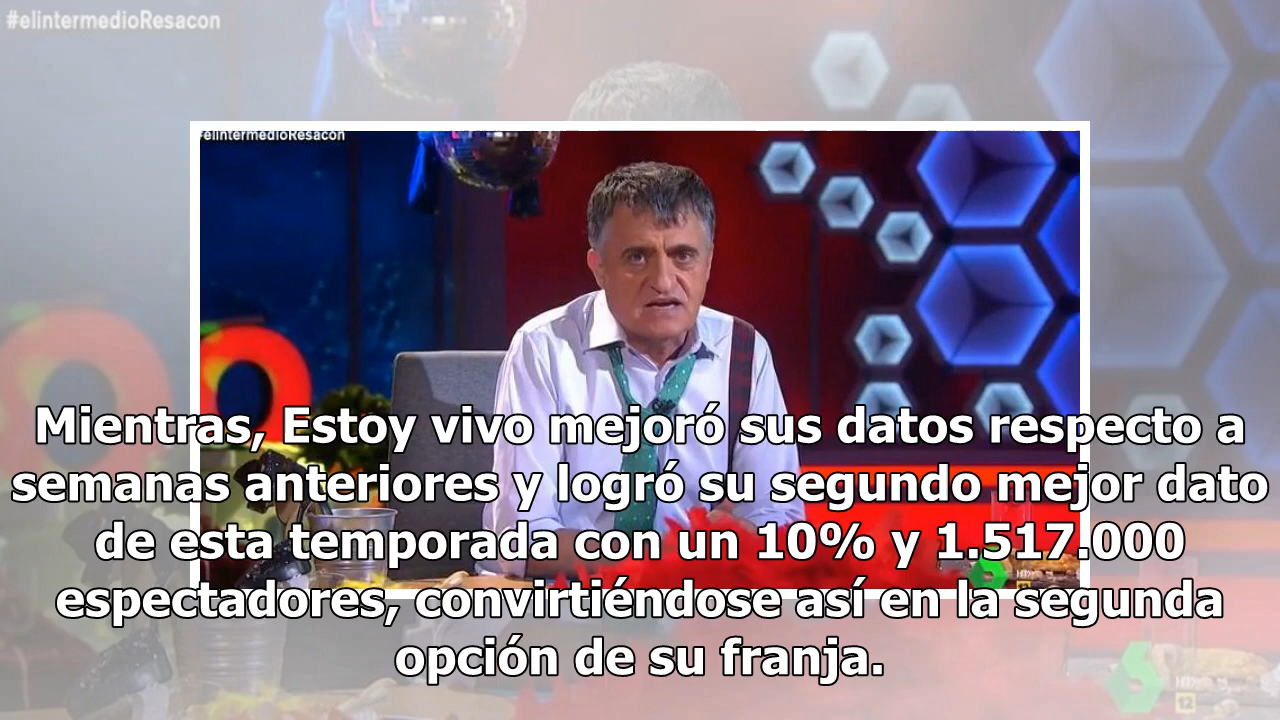 #elintermedioResacon
#elintermedioResacon
Mientras, Estoy vivo mejoró sus datos respecto a
semanas anteriores y logró su segundo mejor dato
de esta temporada con un 10% y 1.517.000
espectadores, convirtiéndose así en la segunda
opción de su franja.
12